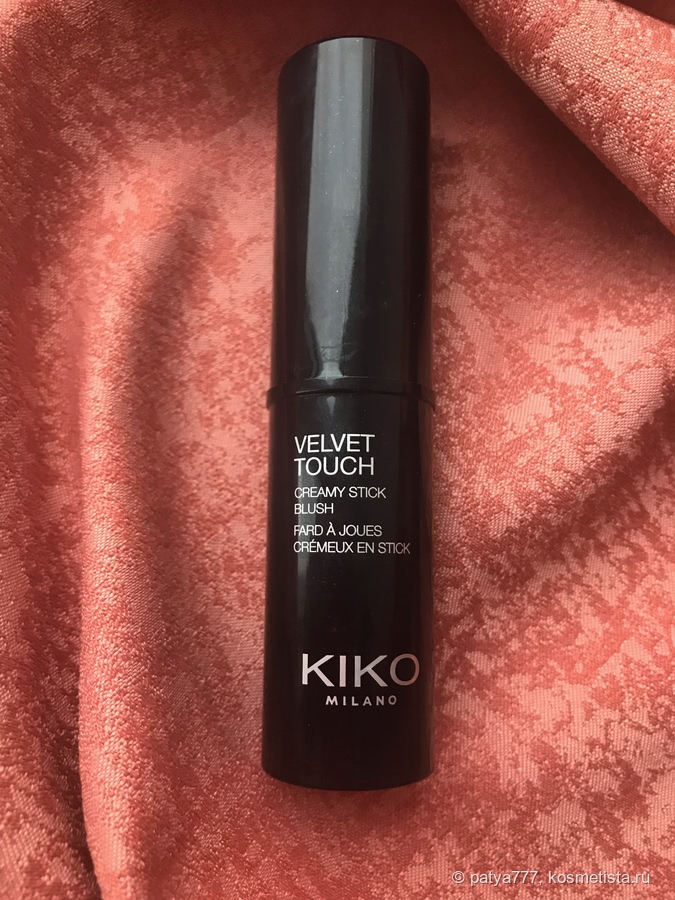 VELVET
TOUCH
CREAMY STICK
BLUSH
FARD À JOUES
CRÉMEUX EN STICK
KIKO
MILANO
© patya777, kosmetista.ru